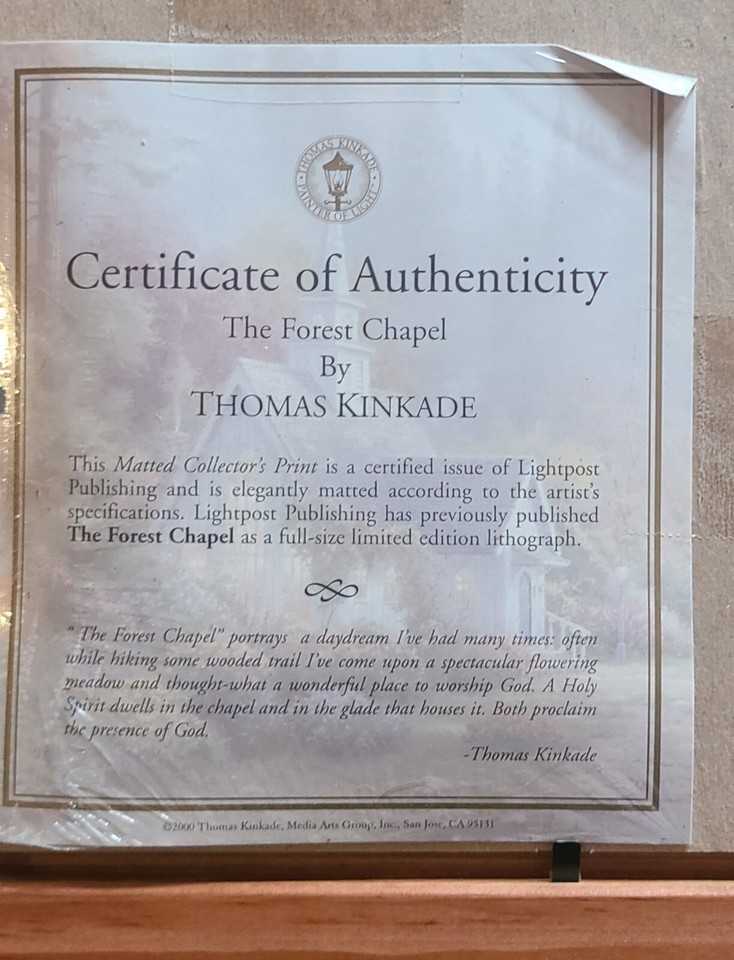 THOMAS KINKADE
PAINTER OF LIGHT
Certificate of Authenticity
The Forest Chapel
By
THOMAS KINKADE
This Matted Collector's Print is a certified issue of Lightpost
Publishing and is elegantly matted according to the artist's
specifications. Lightpost Publishing has previously published
The Forest Chapel as a full-size limited edition lithograph.
" The Forest Chapel" portrays a daydream I've had many times: often
while hiking some wooded trail I've come upon a spectacular flowering
meadow and thought-what a wonderful place to worship God. A Holy
Spirit dwells in the chapel and in the glade that houses it. Both proclaim
the presence of God.
-Thomas Kinkade
©2000 Thomas Kinkade, Media Arts Group, Inc., San Jose, CA 95131